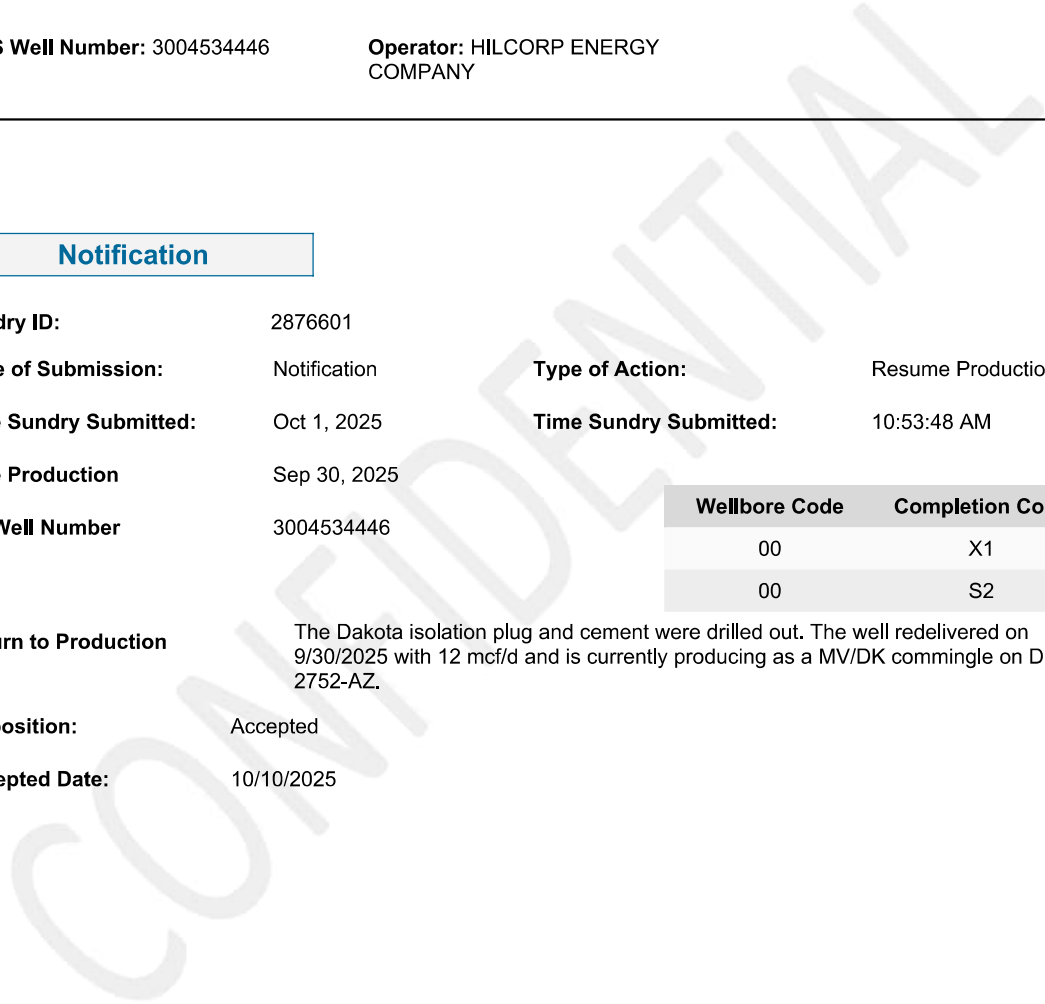 S Well Number: 3004534446 Operator: HILCORP ENERGY
COMPANY
Notification
dry ID: 2876601
e of Submission: Notification Type of Action: Resume Productio
e Sundry Submitted: Oct 1, 2025 Time Sundry Submitted: 10:53:48 AM
e Production Sep 30, 2025
Wellbore Code Completion Co
Well Number 3004534446
00 X1
00 S2
urn to Production
The Dakota isolation plug and cement were drilled out. The well redelivered on
9/30/2025 with 12 mcf/d and is currently producing as a MV/DK commingle on D
2752-AZ.
position: Accepted
epted Date: 10/10/2025
CONFIDENTIAL